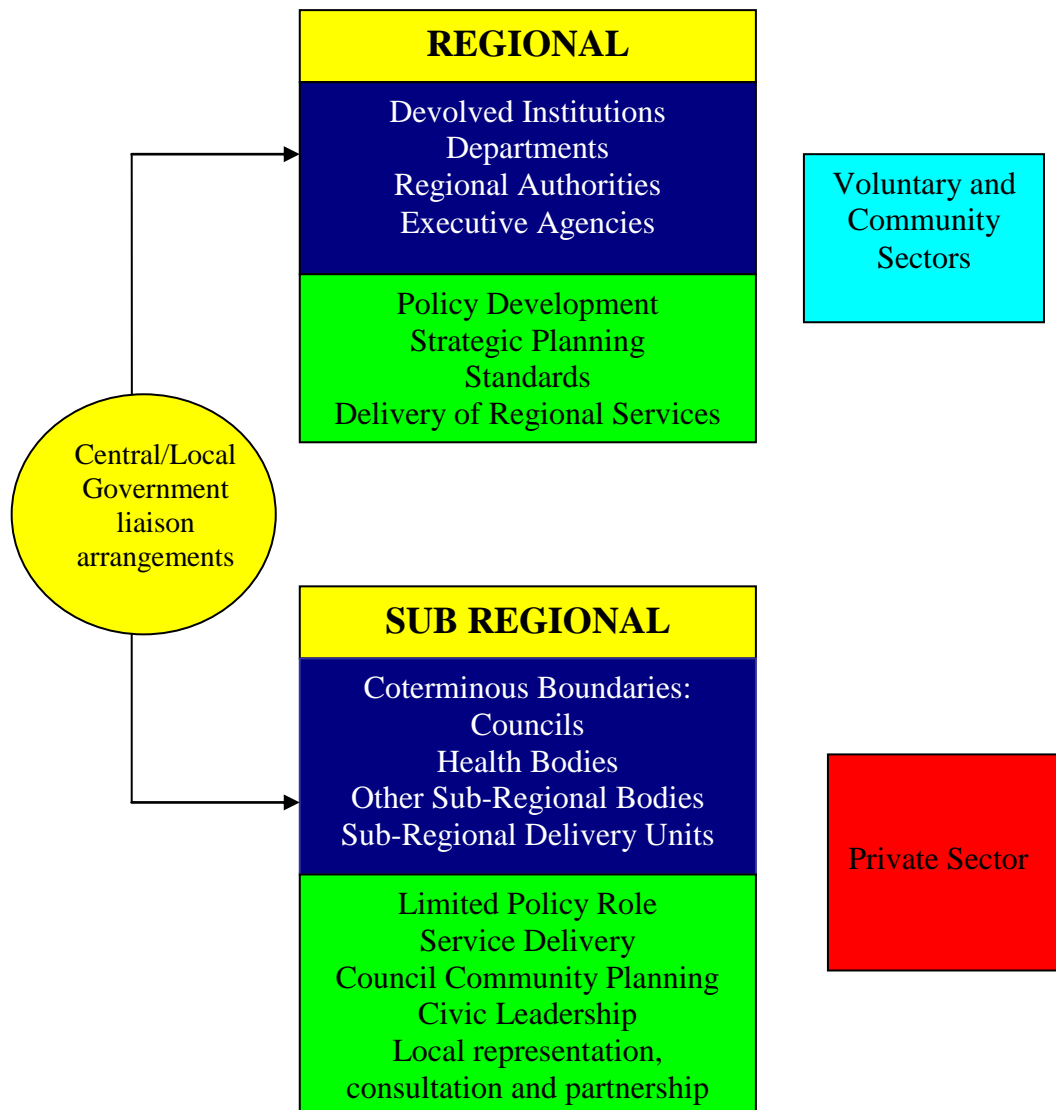 REGIONAL
Devolved Institutions
Departments
Regional Authorities
Executive Agencies
Policy Development
Strategic Planning
Standards
Delivery of Regional Services
Voluntary and
Community
Sectors
Central/Local
Government
liaison
arrangements
SUB REGIONAL
Coterminous Boundaries:
Councils
Health Bodies
Other Sub-Regional Bodies
Sub-Regional Delivery Units
Limited Policy Role
Service Delivery
Council Community Planning
Civic Leadership
Local representation,
consultation and partnership
Private Sector